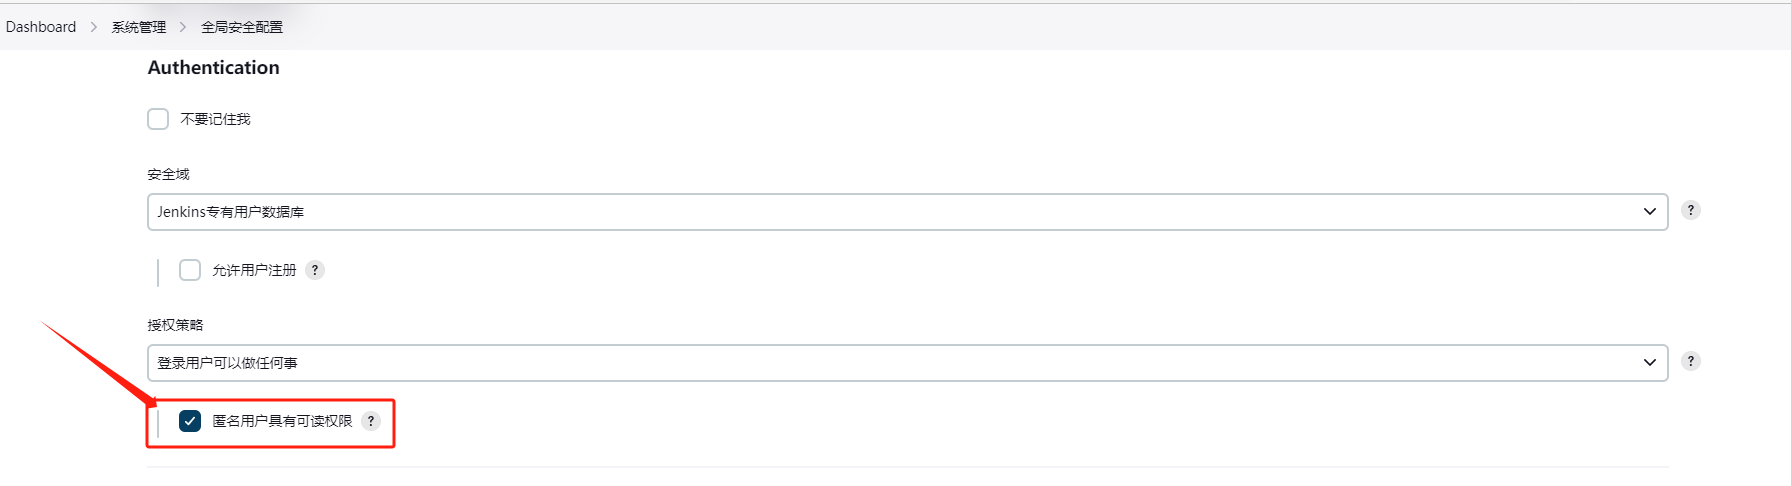 Dashboard > 系统管理 > 全局安全配置
Authentication
不要记住我
安全域
Jenkins专有用户数据库
?
允许用户注册 ?
授权策略
登录用户可以做任何事
?
匿名用户具有可读权限 ?